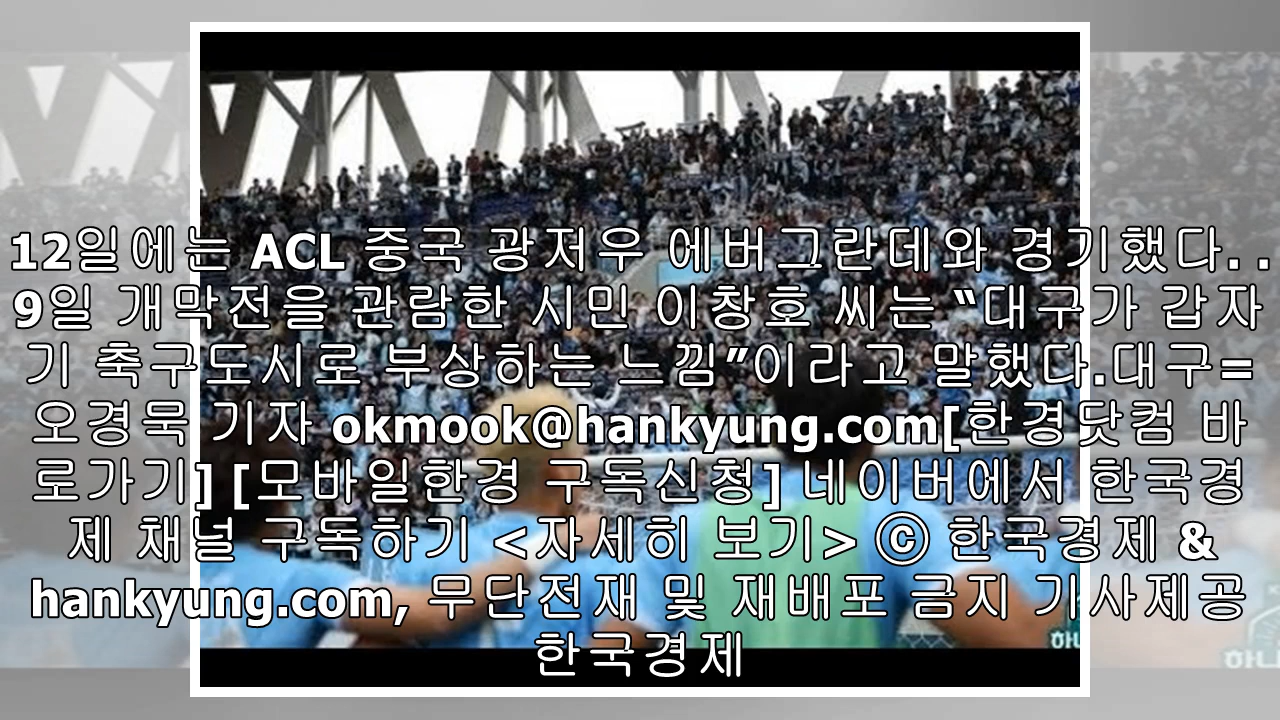 12일에는 ACL 중국 광저우 에버그란데와 경기했다. .
9일 개막전을 관람한 시민 이창호 씨는 “대구가 갑자
기 축구도시로 부상하는 느낌”이라고 말했다.대구=
오경묵 기자 okmook@hankyung.com[한경닷컴 바
로가기] [모바일한경 구독신청] 네이버에서 한국경
제 채널 구독하기 <자세히 보기> ⓒ 한국경제 &
hankyung.com, 무단전재 및 재배포 금지 기사제공
한국경제